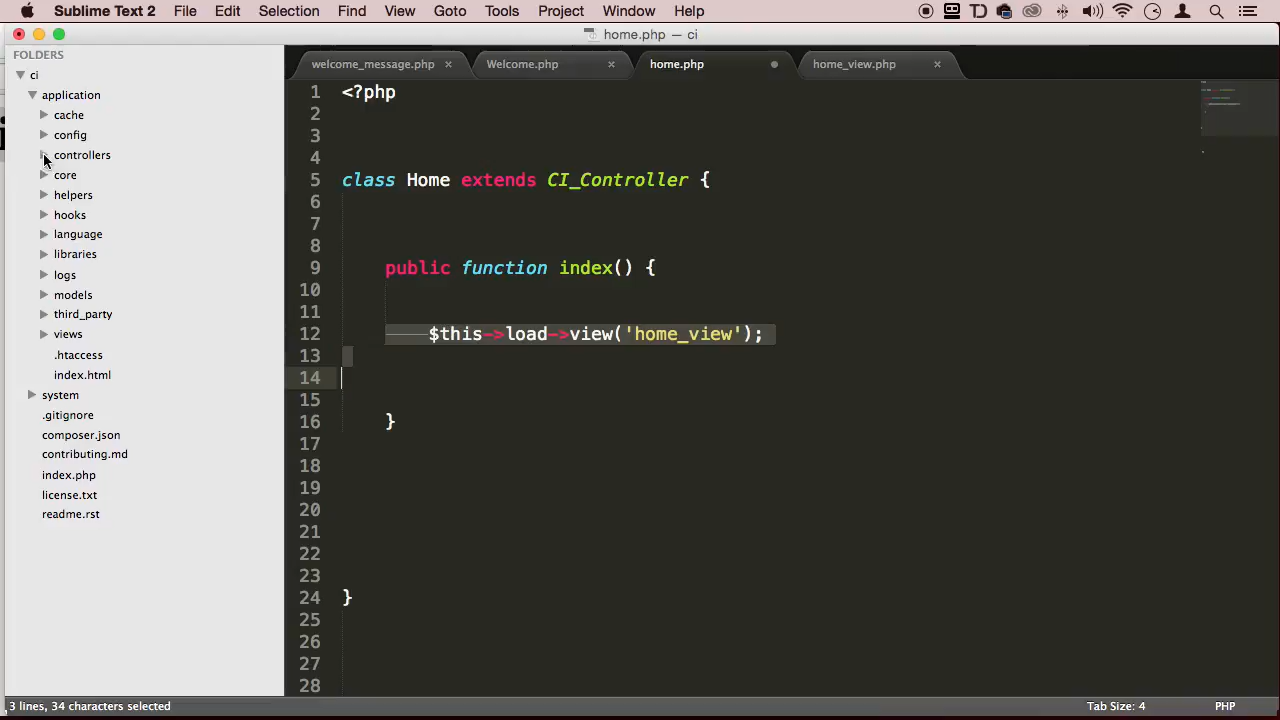 Sublime Text 2 File Edit Selection Find View Goto Tools Project Window Help
home.php — ci
FOLDERS
ci
application
cache
config
controllers
core
helpers
hooks
language
libraries
logs
models
third_party
views
.htaccess
index.html
system
.gitignore
composer.json
contributing.md
index.php
license.txt
readme.rst
welcome_message.php × Welcome.php × home.php home_view.php ×
1 <?php
2
3
4
5 class Home extends CI_Controller {
6
7
8
9 public function index() {
10
11
12 $this->load->view('home_view');
13
14
15
16 }
17
18
19
20
21
22
23
24 }
25
26
27
28
3 lines, 34 characters selected
Tab Size: 4 PHP